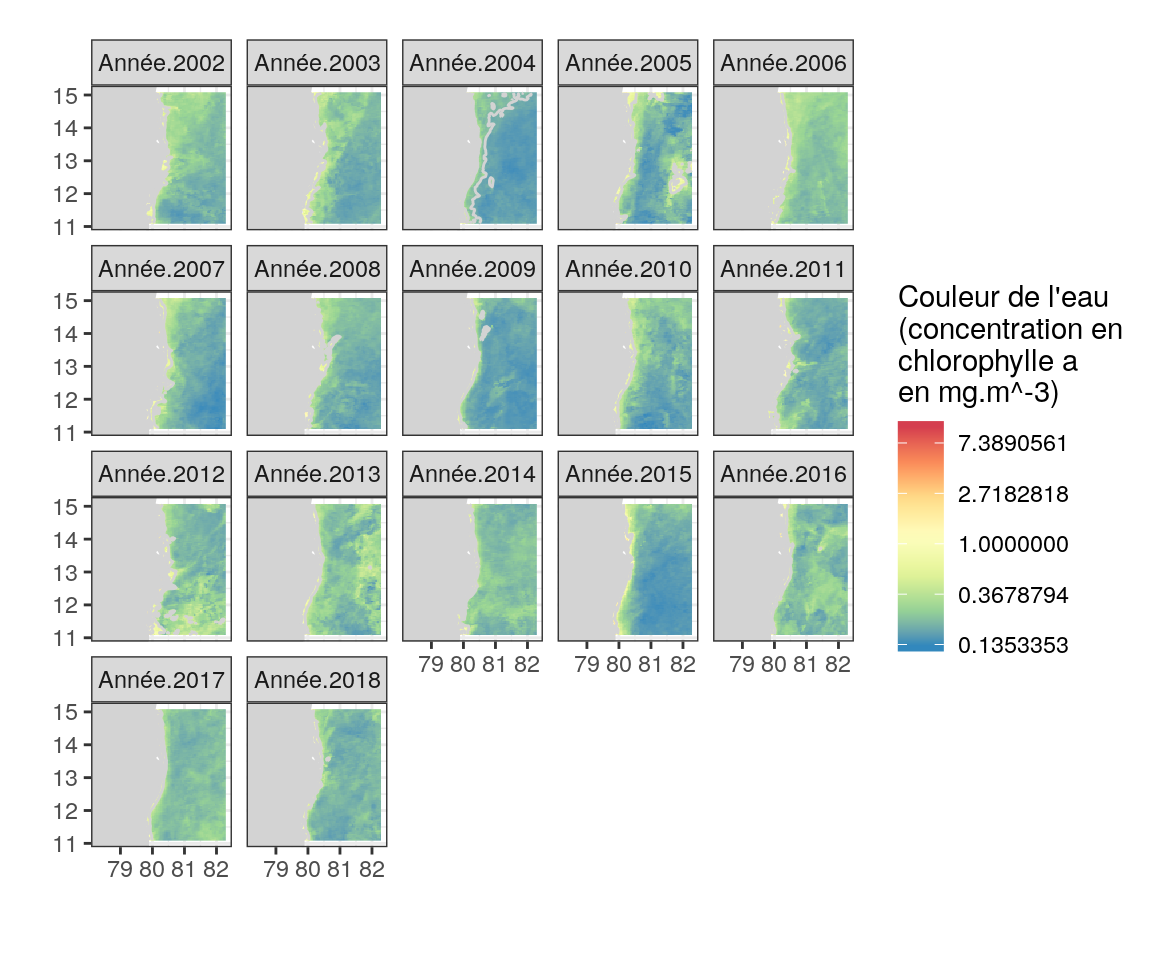 Année.2002 Année.2003 Année.2004 Année.2005 Année.2006
15
14
13
12
11
Année.2007 Année.2008 Année.2009 Année.2010 Année.2011
15
14
13
12
11
Année.2012 Année.2013 Année.2014 Année.2015 Année.2016
15
14
13
12
11
79 80 81 82 79 80 81 82 79 80 81 82
Année.2017 Année.2018
15
14
13
12
11
79 80 81 82 79 80 81 82
Couleur de l'eau
(concentration en
chlorophylle a
en mg.m^-3)
7.3890561
2.7182818
1.0000000
0.3678794
0.1353353